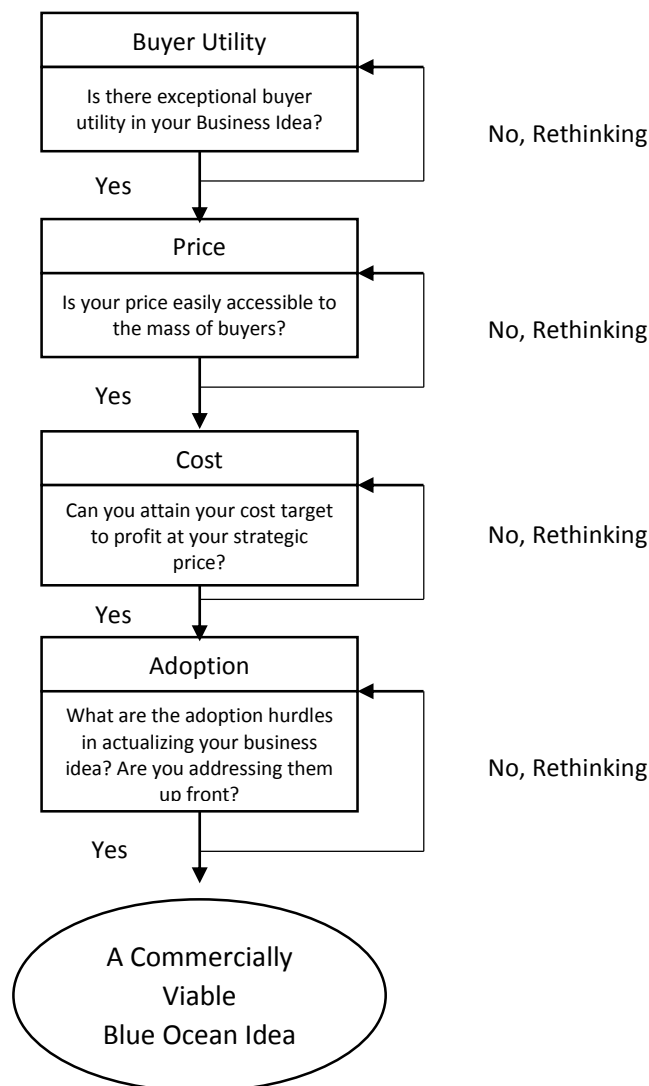 Buyer Utility
Is there exceptional buyer
utility in your Business Idea?
No, Rethinking
Yes
Price
Is your price easily accessible to
the mass of buyers?
No, Rethinking
Yes
Cost
Can you attain your cost target
to profit at your strategic
price?
No, Rethinking
Yes
Adoption
What are the adoption hurdles
in actualizing your business
idea? Are you addressing them
up front?
No, Rethinking
Yes
A Commercially
Viable
Blue Ocean Idea